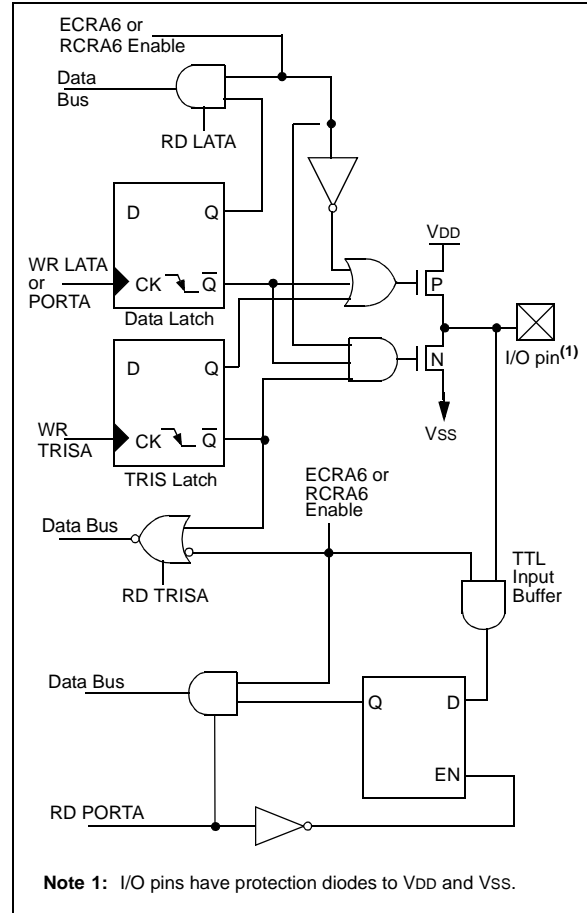 ECRA6 or
RCRA6 Enable
Data
Bus
RD LATA
D Q
WR LATA
or
PORTA
CK Q
Data Latch
VDD
P
I/O pin(1)
N
VSS
D Q
WR
TRISA
CK Q
TRIS Latch
ECRA6 or
RCRA6
Enable
Data Bus
RD TRISA
TTL
Input
Buffer
Data Bus
Q D
EN
RD PORTA
Note 1: I/O pins have protection diodes to VDD and VSS.